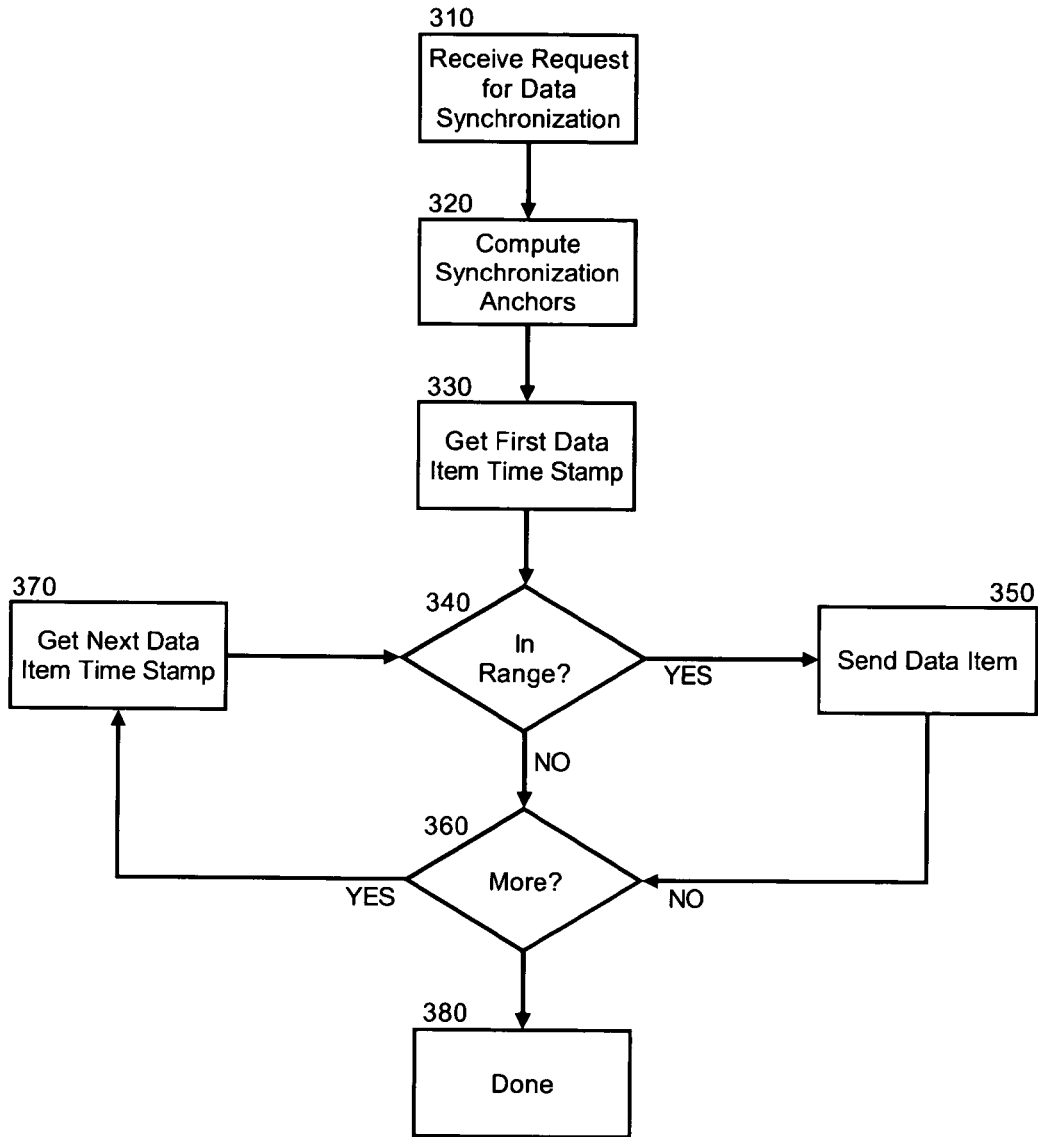 310
Receive Request
for Data
Synchronization
320
Compute
Synchronization
Anchors
330
Get First Data
Item Time Stamp
370
Get Next Data
Item Time Stamp
340
In
Range?
YES
350
Send Data Item
NO
360
More?
YES
NO
380
Done